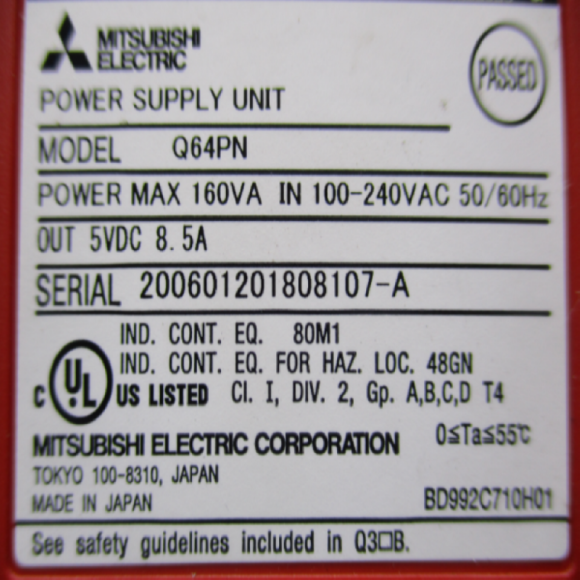 MITSUBISHI
ELECTRIC
PASSED
POWER SUPPLY UNIT
MODEL Q64PN
POWER MAX 160VA IN 100-240VAC 50/60Hz
OUT 5VDC 8.5A
SERIAL 200601201808107-A
IND. CONT. EQ. 80M1
IND. CONT. EQ. FOR HAZ. LOC. 48GN
C UL US LISTED CI. I, DIV. 2, Gp. A,B,C,D T4
MITSUBISHI ELECTRIC CORPORATION 0≤Ta≤55℃
TOKYO 100-8310, JAPAN
MADE IN JAPAN BD992C710H01
See safety guidelines included in Q3□B.